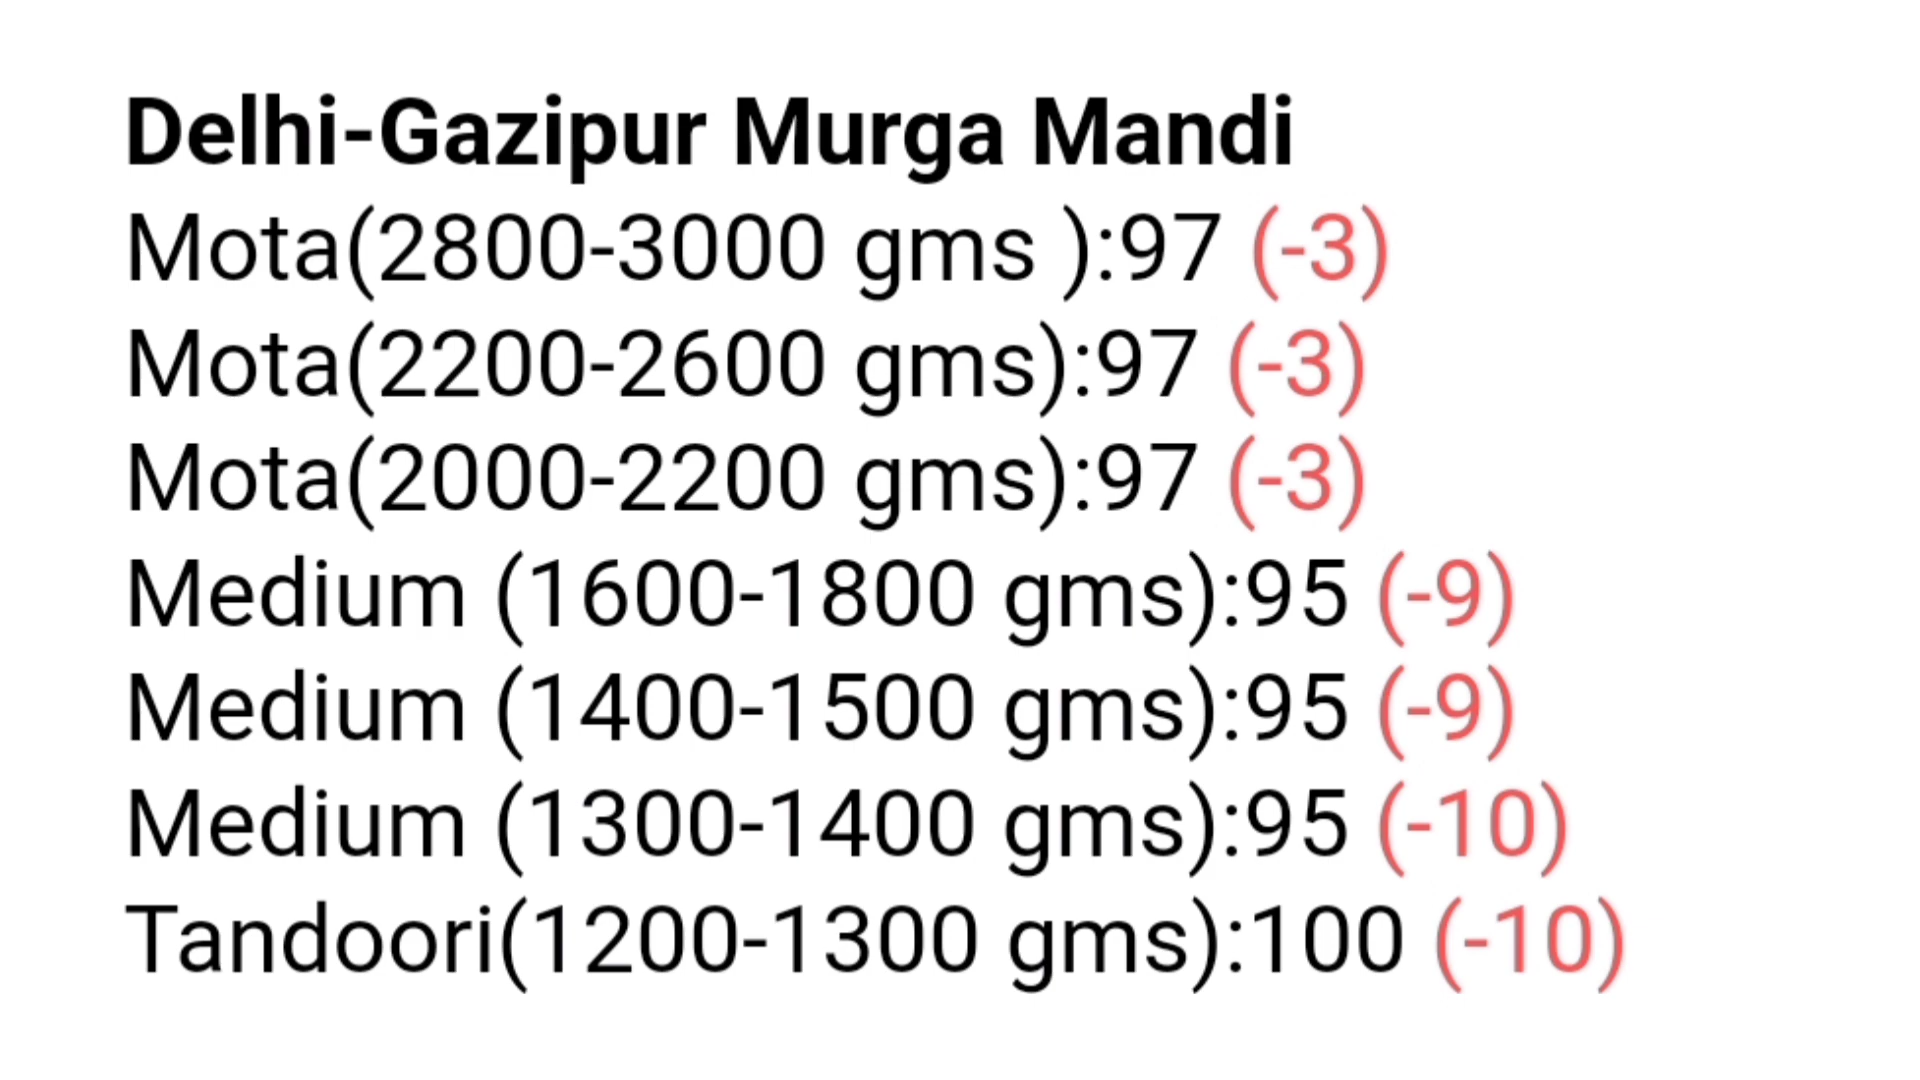 Delhi-Gazipur Murga Mandi
Mota(2800-3000 gms ):97 (-3)
Mota(2200-2600 gms):97 (-3)
Mota(2000-2200 gms):97 (-3)
Medium (1600-1800 gms):95 (-9)
Medium (1400-1500 gms):95 (-9)
Medium (1300-1400 gms):95 (-10)
Tandoori(1200-1300 gms):100 (-10)